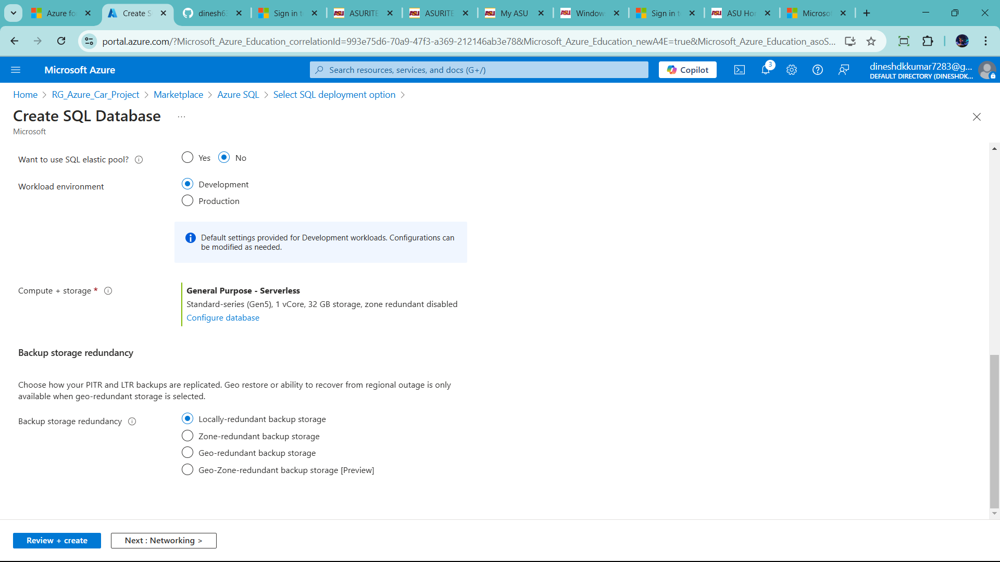 Azure fo
Create S
dinesh63
Sign in t
ASURITE
ASURITE
My ASU
Window
Sign in t
ASU Hor
Microsof
portal.azure.com/?Microsoft_Azure_Education_correlationId=993e75d6-70a9-47f3-a369-212146ab3e78&Microsoft_Azure_Education_newA4E=true&Microsoft_Azure_Education_asoS...
Microsoft Azure
Search resources, services, and docs (G+/)
Copilot
3
dineshdkkumar7283@g...
DEFAULT DIRECTORY (DINESHDK...
Home > RG_Azure_Car_Project > Marketplace > Azure SQL > Select SQL deployment option >
Create SQL Database ...
Microsoft
Want to use SQL elastic pool? Yes No
Workload environment Development
Production
Default settings provided for Development workloads. Configurations can
be modified as needed.
Compute + storage * General Purpose - Serverless
Standard-series (Gen5), 1 vCore, 32 GB storage, zone redundant disabled
Configure database
Backup storage redundancy
Choose how your PITR and LTR backups are replicated. Geo restore or ability to recover from regional outage is only
available when geo-redundant storage is selected.
Backup storage redundancy Locally-redundant backup storage
Zone-redundant backup storage
Geo-redundant backup storage
Geo-Zone-redundant backup storage [Preview]
Review + create
Next : Networking >